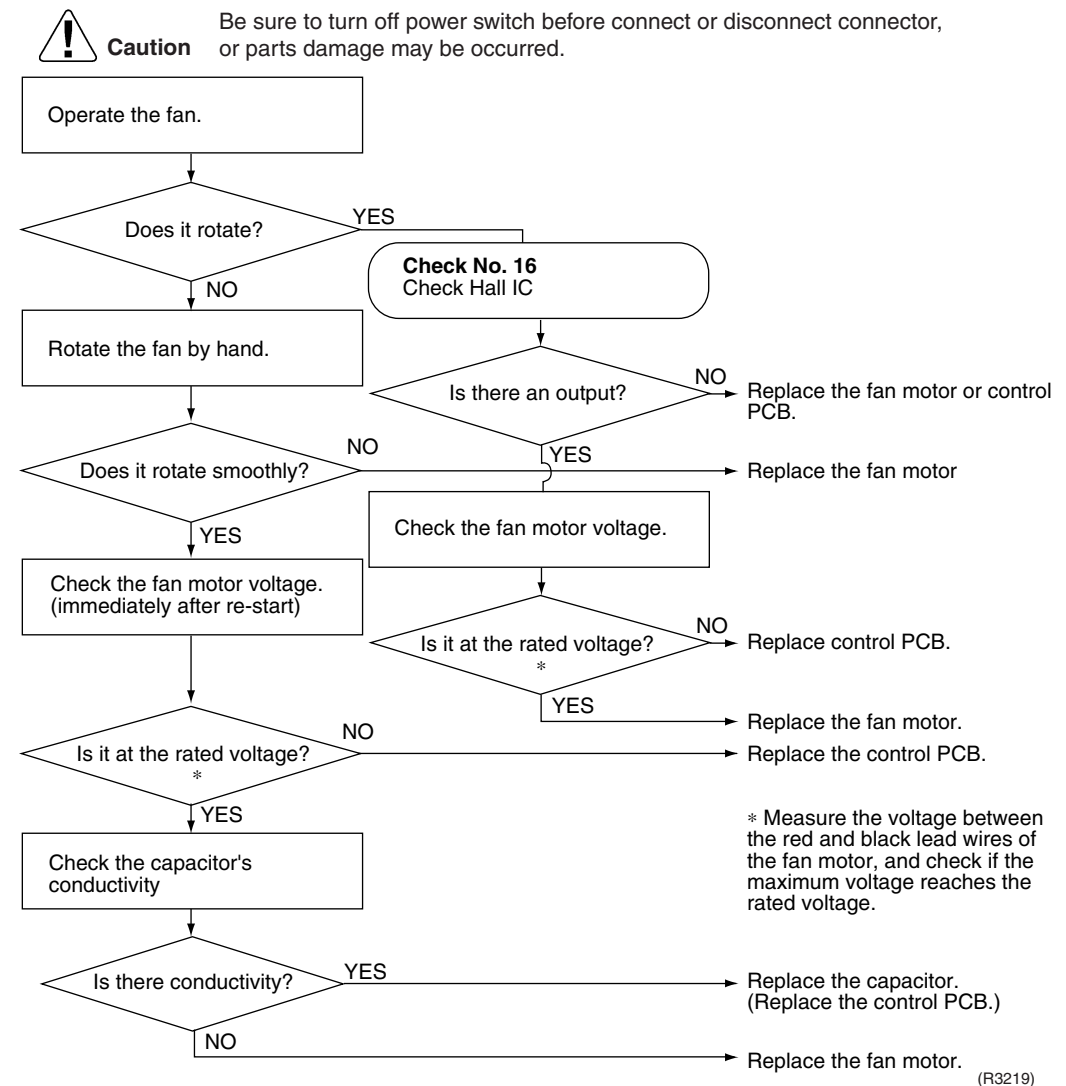 Be sure to turn off power switch before connect or disconnect connector,
Caution or parts damage may be occurred.
Operate the fan.
Does it rotate?
YES
NO
Check No. 16
Check Hall IC
Rotate the fan by hand.
Is there an output?
NO
Replace the fan motor or control
PCB.
YES
Does it rotate smoothly?
NO
Replace the fan motor
YES
Check the fan motor voltage.
Check the fan motor voltage.
(immediately after re-start)
Is it at the rated voltage?
*
NO
Replace control PCB.
YES
Replace the fan motor.
Is it at the rated voltage?
*
NO
Replace the control PCB.
YES
* Measure the voltage between
the red and black lead wires of
the fan motor, and check if the
maximum voltage reaches the
rated voltage.
Check the capacitor's
conductivity
Is there conductivity?
YES
Replace the capacitor.
(Replace the control PCB.)
NO
Replace the fan motor.
(R3219)